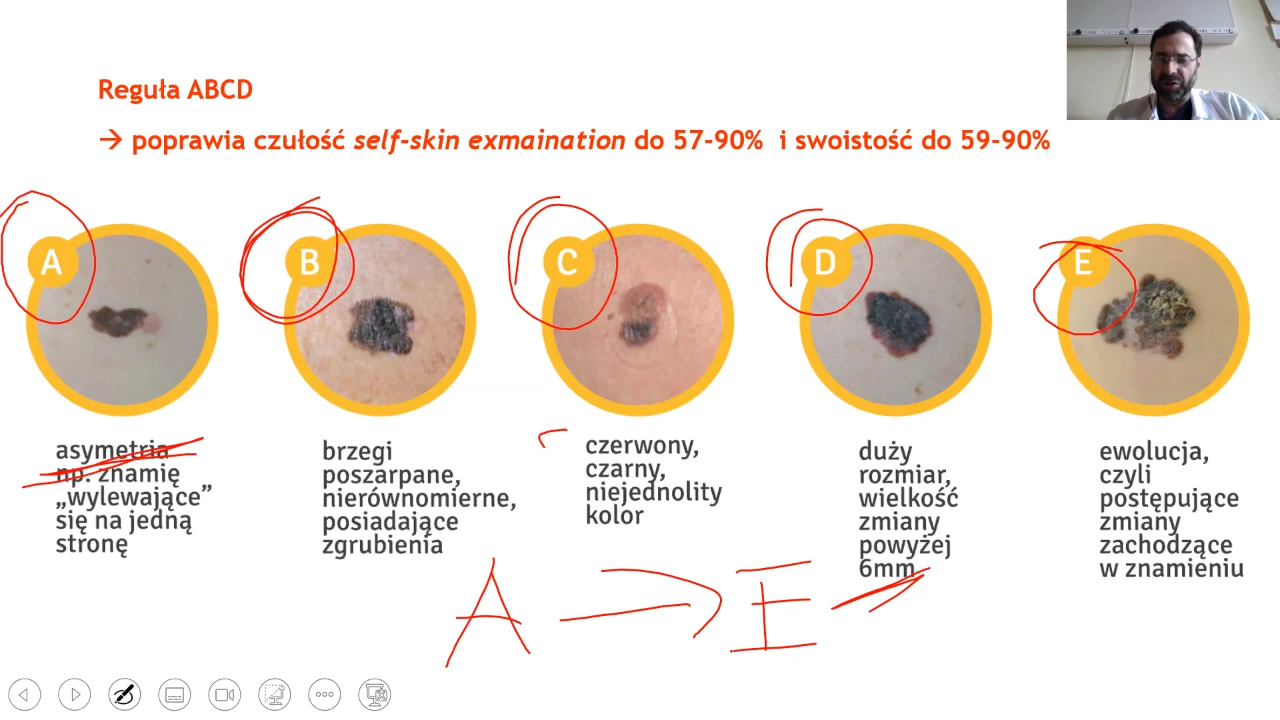 Reguła ABCD
→ poprawia czułość self-skin exmaination do 57-90% i swoistość do 59-90%
A
asymetria
np. znamię
„wylewające”
się na jedną
stronę
B
brzegi
poszarpane,
nierównomierne,
posiadające
zgrubienia
C
czerwony,
czarny,
niejednolity
kolor
D
duży
rozmiar,
wielkość
zmiany
powyżej
6mm
E
ewolucja,
czyli
postępujące
zmiany
zachodzące
w znamieniu
A → E